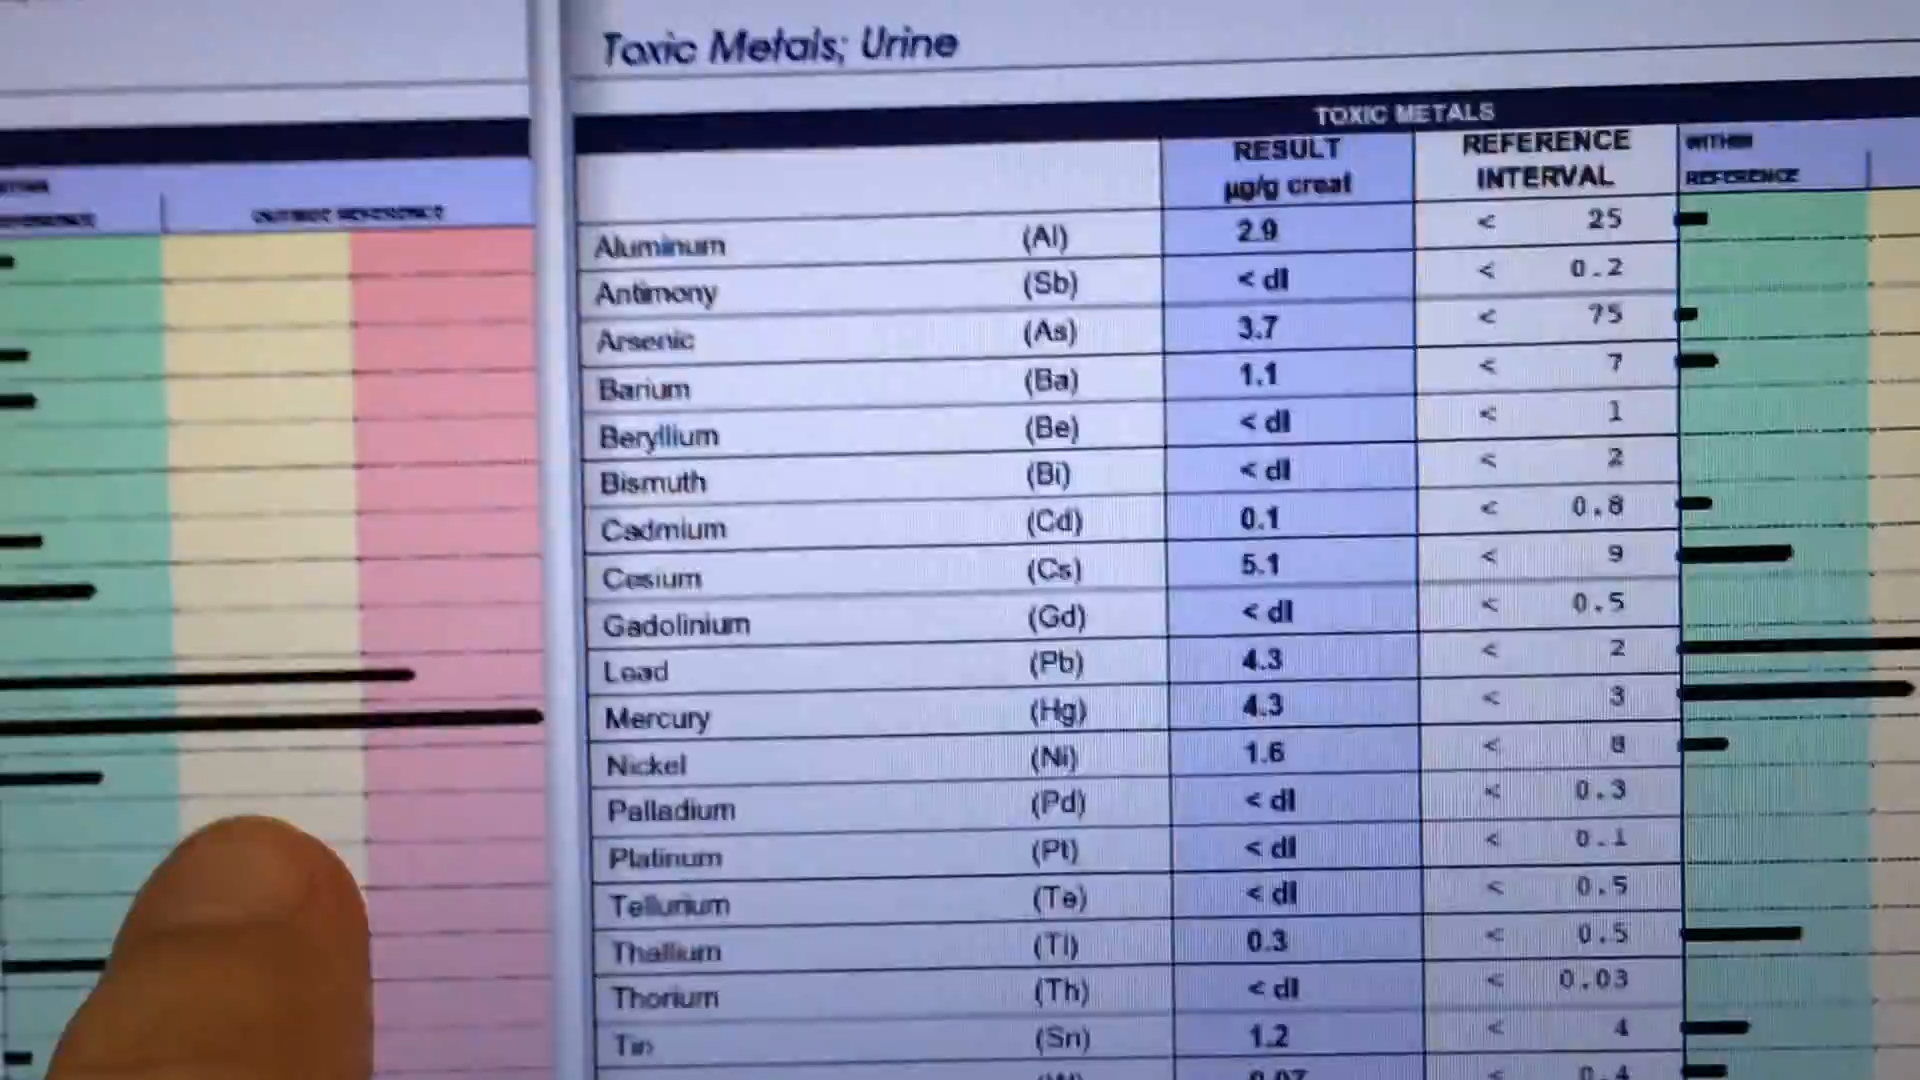 Toxic Metals; Urine
TOXIC METALS
RESULT µg/g creat REFERENCE INTERVAL WITHIN REFERENCE
OUTSIDE REFERENCE
Aluminum (Al) 2.9 < 25
Antimony (Sb) < dl < 0.2
Arsenic (As) 3.7 < 75
Barium (Ba) 1.1 < 7
Beryllium (Be) < dl < 1
Bismuth (Bi) < dl < 2
Cadmium (Cd) 0.1 < 0.8
Cesium (Cs) 5.1 < 9
Gadolinium (Gd) < dl < 0.5
Lead (Pb) 4.3 < 2
Mercury (Hg) 4.3 < 3
Nickel (Ni) 1.6 < 8
Palladium (Pd) < dl < 0.3
Platinum (Pt) < dl < 0.1
Tellurium (Te) < dl < 0.5
Thallium (Tl) 0.3 < 0.5
Thorium (Th) < dl < 0.03
Tin (Sn) 1.2 < 4